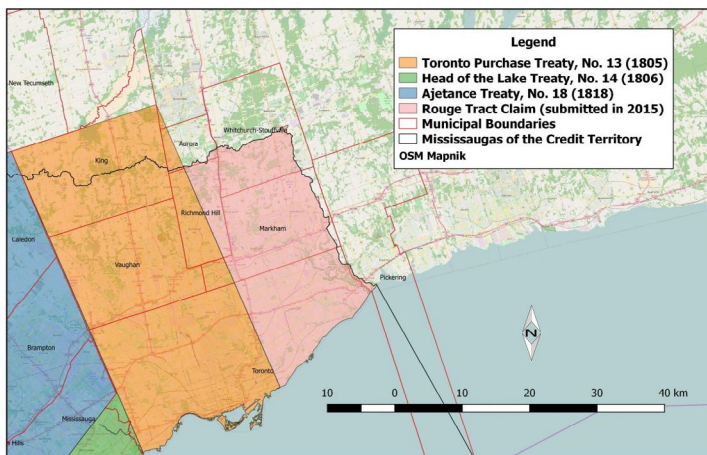 Legend
Toronto Purchase Treaty, No. 13 (1805)
Head of the Lake Treaty, No. 14 (1806)
Ajetance Treaty, No. 18 (1818)
Rouge Tract Claim (submitted in 2015)
Municipal Boundaries
Mississaugas of the Credit Territory
OSM Mapnik
New Tecumseth
King
Aurora
Whitchurch-Stouffville
Richmond Hill
Markham
Caledon
Vaughan
Pickering
Brampton
Toronto
Mississauga
Hills
N
10 0 10 20 30 40 km